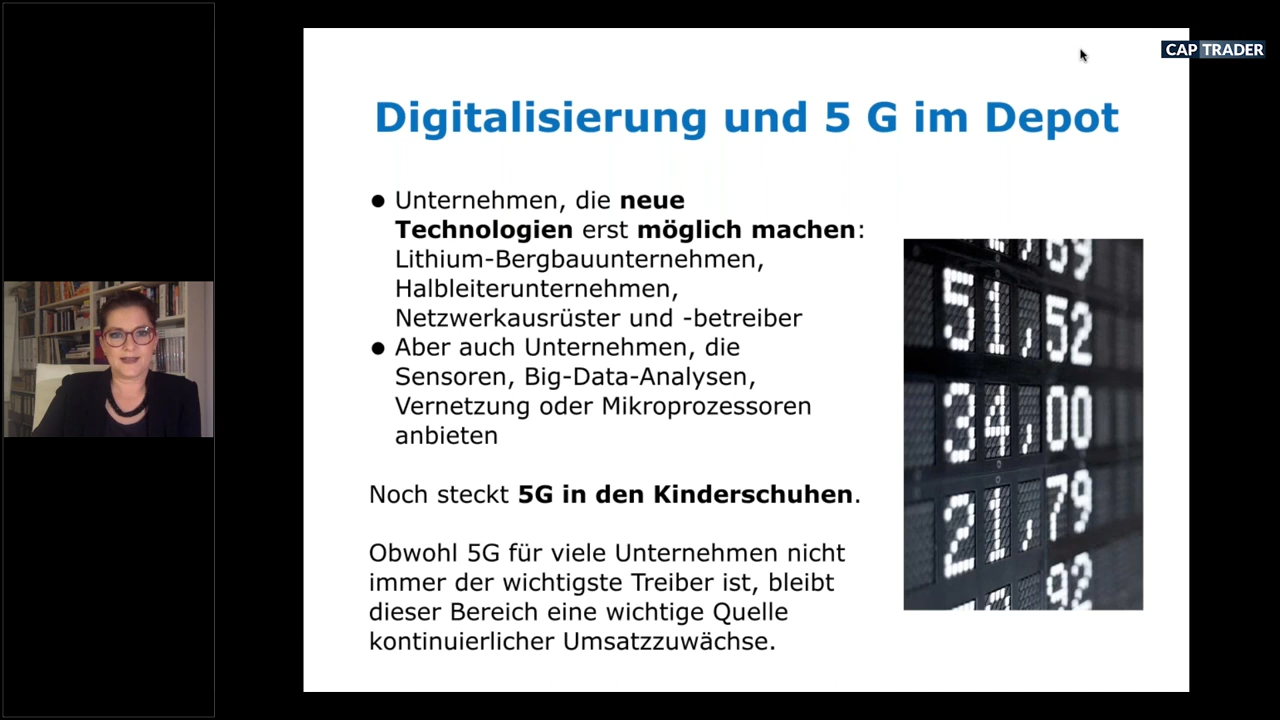 CAP TRADER
Digitalisierung und 5 G im Depot
● Unternehmen, die neue
Technologien erst möglich machen:
Lithium-Bergbauunternehmen,
Halbleiterunternehmen,
Netzwerkausrüster und -betreiber
● Aber auch Unternehmen, die
Sensoren, Big-Data-Analysen,
Vernetzung oder Mikroprozessoren
anbieten
Noch steckt 5G in den Kinderschuhen.
Obwohl 5G für viele Unternehmen nicht
immer der wichtigste Treiber ist, bleibt
dieser Bereich eine wichtige Quelle
kontinuierlicher Umsatzzuwächse.
51,52
34,00
21,79